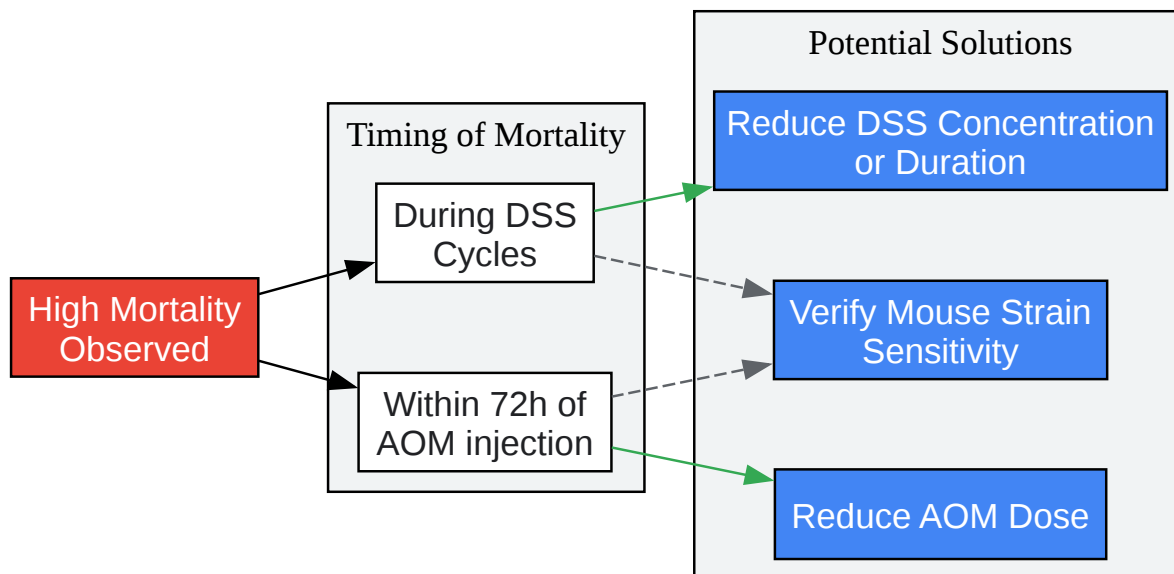 High Mortality
Observed
Timing of Mortality
During DSS
Cycles
Within 72h of
AOM injection
Potential Solutions
Reduce DSS Concentration
or Duration
Verify Mouse Strain
Sensitivity
Reduce AOM Dose